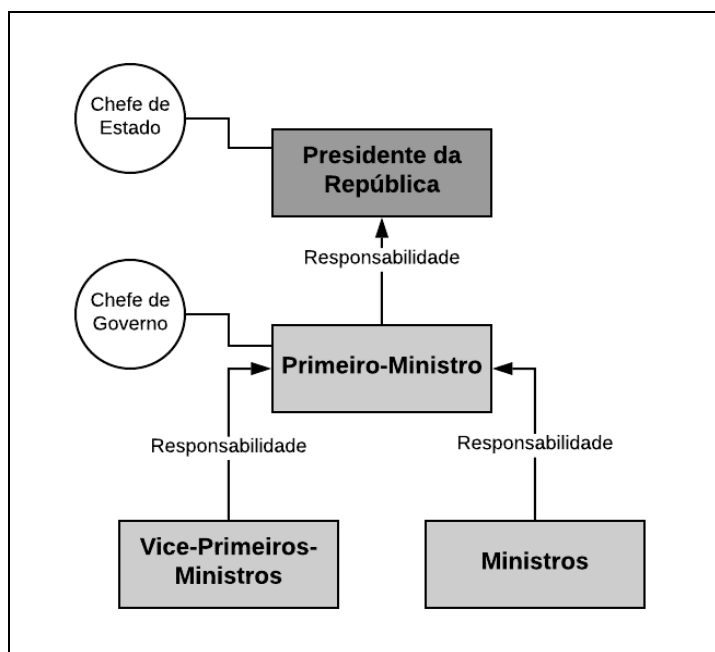 Chefe de
Estado
Presidente da
República
Responsabilidade
Chefe de
Governo
Primeiro-Ministro
Responsabilidade
Responsabilidade
Vice-Primeiros-
Ministros
Ministros